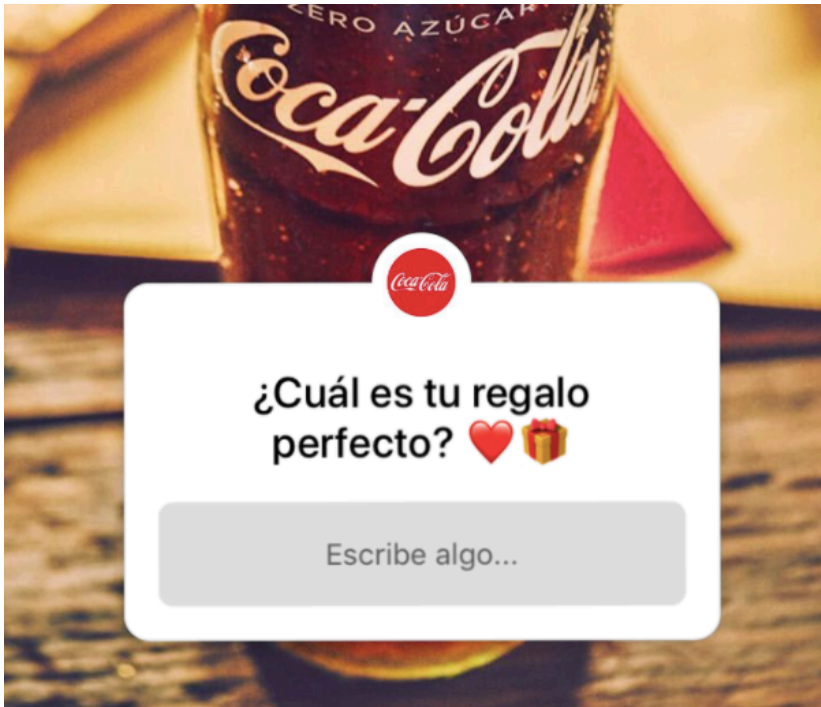 ZERO AZÚCAR
Coca-Cola
Coca-Cola
¿Cuál es tu regalo
perfecto? ❤️🎁
Escribe algo...